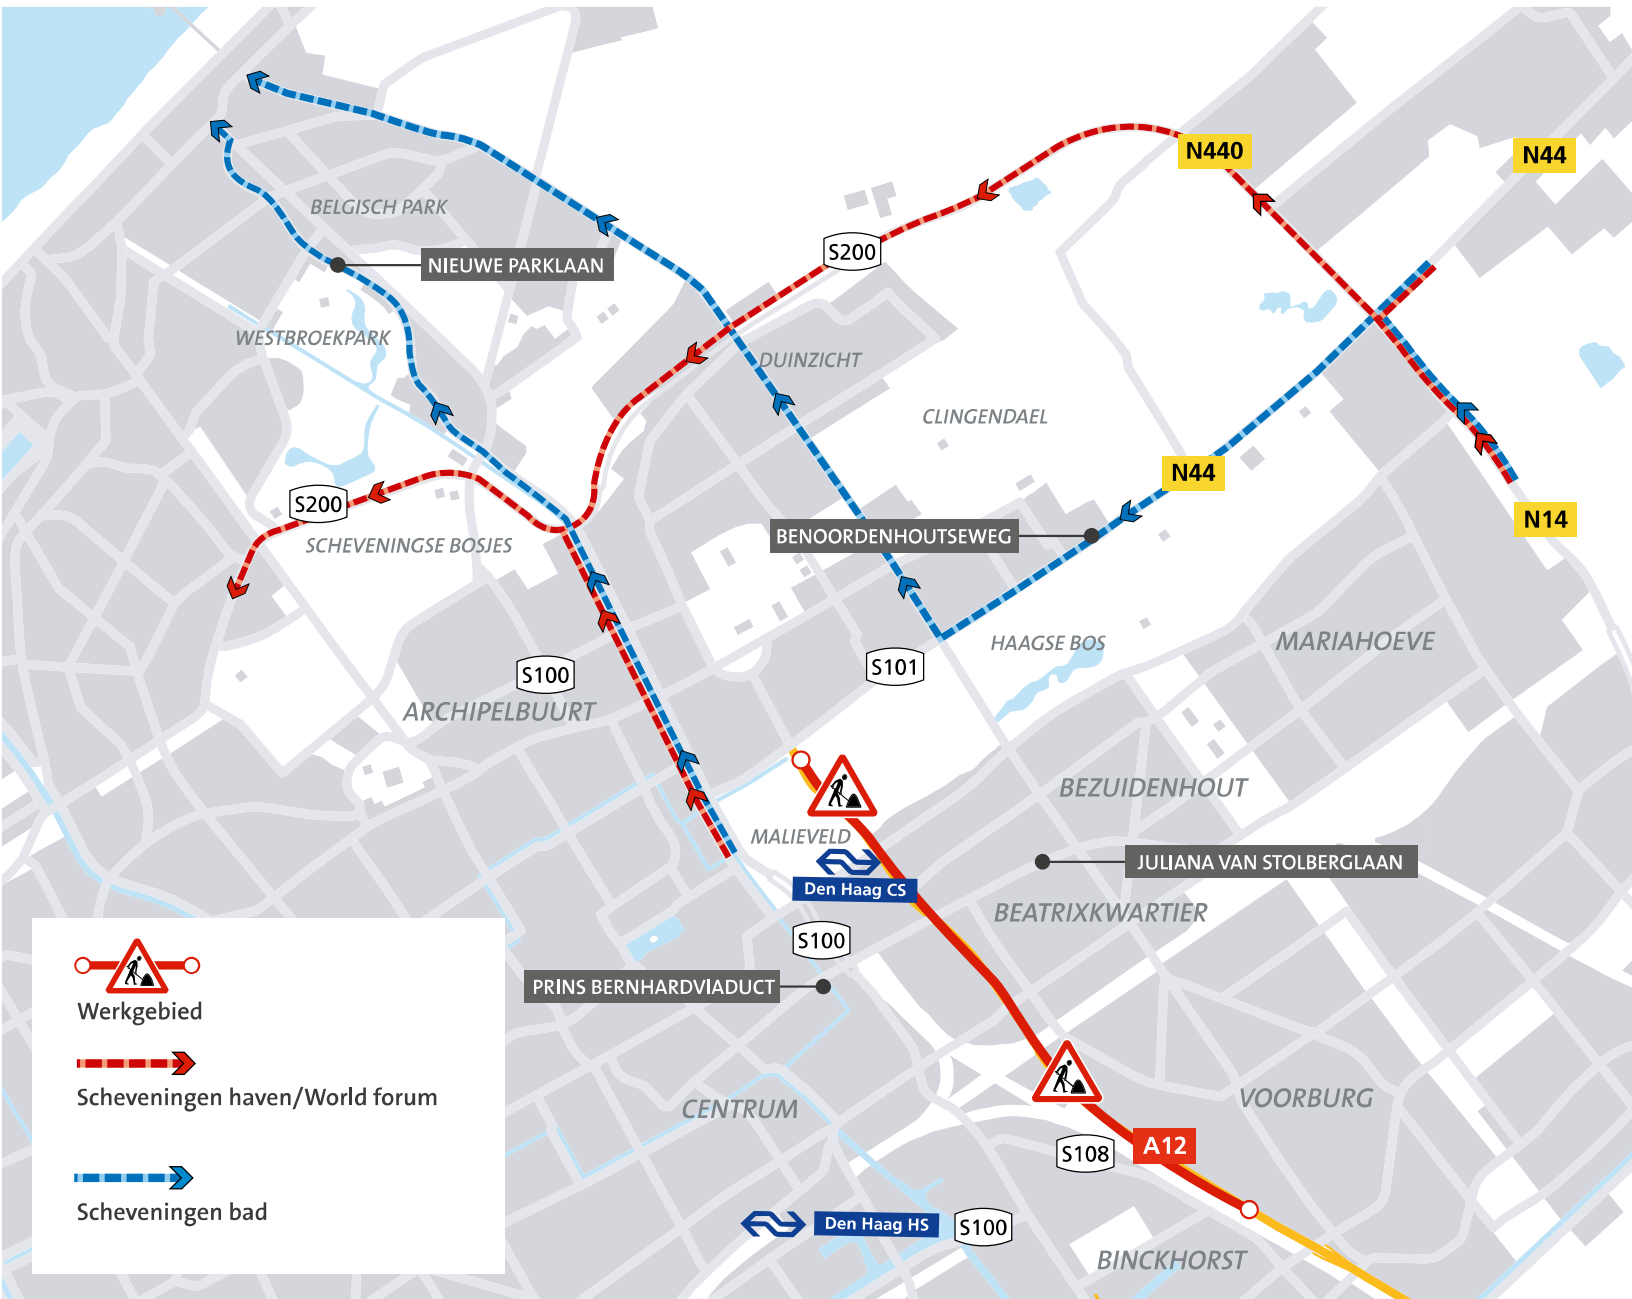 N440
N44
BELGISCH PARK
S200
NIEUWE PARKLAAN
WESTBROEKPARK
DUINZICHT
CLINGENDAEL
N44
S200
N14
BENOORDENHOUTSEWEG
SCHEVENINGSE BOSJES
HAAGSE BOS
MARIAHOEVE
S101
S100
ARCHIPELBUURT
BEZUIDENHOUT
MALIEVELD
JULIANA VAN STOLBERGLAAN
Den Haag CS
BEATRIXKWARTIER
S100
PRINS BERNHARDVIADUCT
CENTRUM
VOORBURG
S108
A12
Den Haag HS
S100
BINCKHORST
Werkgebied
Scheveningen haven/World forum
Scheveningen bad